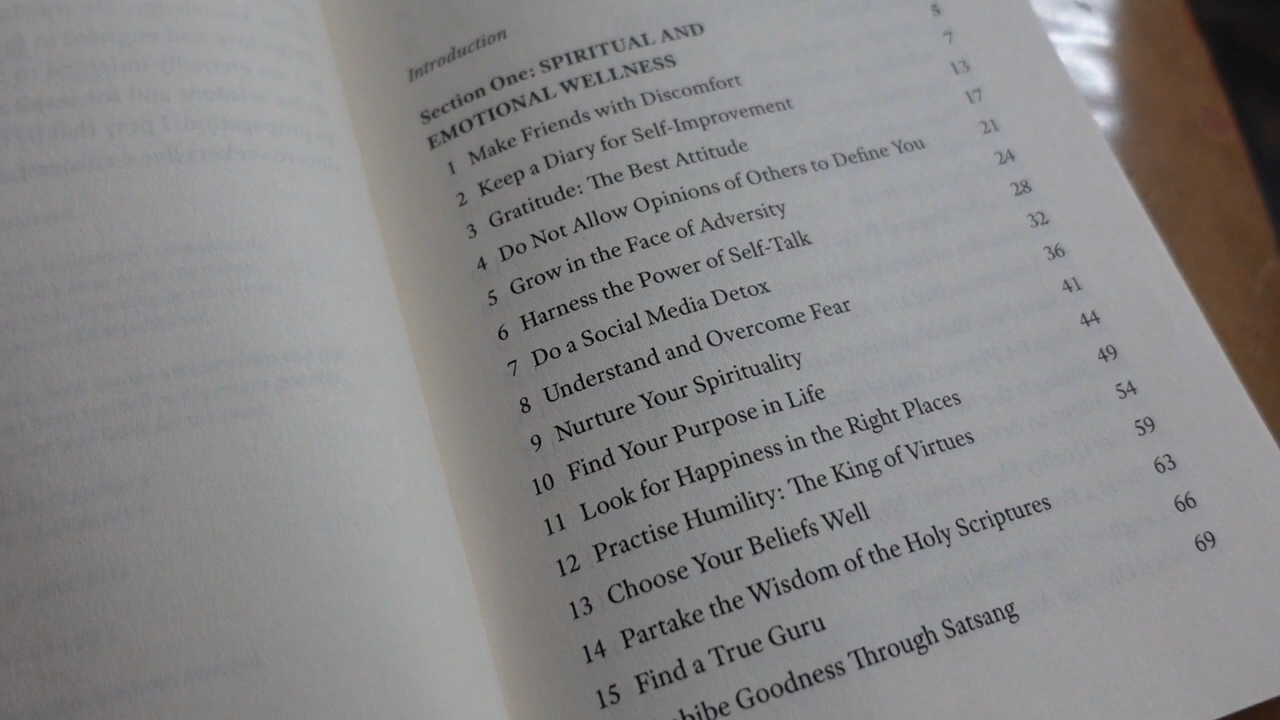 Introduction
Section One: SPIRITUAL AND
EMOTIONAL WELLNESS 5
1 Make Friends with Discomfort 7
2 Keep a Diary for Self-Improvement 13
3 Gratitude: The Best Attitude 17
4 Do Not Allow Opinions of Others to Define You 21
5 Grow in the Face of Adversity 24
6 Harness the Power of Self-Talk 28
7 Do a Social Media Detox 32
8 Understand and Overcome Fear 36
9 Nurture Your Spirituality 41
10 Find Your Purpose in Life 44
11 Look for Happiness in the Right Places 49
12 Practise Humility: The King of Virtues 54
13 Choose Your Beliefs Well 59
14 Partake the Wisdom of the Holy Scriptures 63
15 Find a True Guru 66
Goodness Through Satsang 69